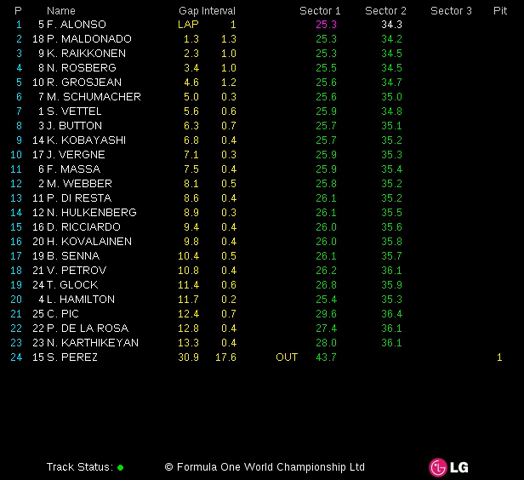 P Name Gap Interval Sector 1 Sector 2 Sector 3 Pit
1 5 F. ALONSO LAP 1 25.3 34.3
2 18 P. MALDONADO 1.3 1.3 25.3 34.2
3 9 K. RAIKKONEN 2.3 1.0 25.3 34.5
4 8 N. ROSBERG 3.4 1.0 25.5 34.5
5 10 R. GROSJEAN 4.6 1.2 25.6 34.7
6 7 M. SCHUMACHER 5.0 0.3 25.6 35.0
7 1 S. VETTEL 5.6 0.6 25.9 34.8
8 3 J. BUTTON 6.3 0.7 25.7 35.1
9 14 K. KOBAYASHI 6.8 0.4 25.7 35.2
10 17 J. VERGNE 7.1 0.3 25.9 35.3
11 6 F. MASSA 7.5 0.4 25.9 35.4
12 2 M. WEBBER 8.1 0.5 25.8 35.2
13 11 P. DI RESTA 8.6 0.4 26.1 35.2
14 12 N. HULKENBERG 8.9 0.3 26.1 35.5
15 16 D. RICCIARDO 9.4 0.4 26.0 35.6
16 20 H. KOVALAINEN 9.8 0.4 26.0 35.8
17 19 B. SENNA 10.4 0.5 26.1 35.7
18 21 V. PETROV 10.8 0.4 26.2 36.1
19 24 T. GLOCK 11.4 0.6 26.8 35.9
20 4 L. HAMILTON 11.7 0.2 25.4 35.3
21 25 C. PIC 12.4 0.7 29.6 36.4
22 22 P. DE LA ROSA 12.8 0.4 27.4 36.1
23 23 N. KARTHIKEYAN 13.3 0.4 28.0 36.1
24 15 S. PEREZ 30.9 17.6 OUT 43.7 1
Track Status: © Formula One World Championship Ltd LG